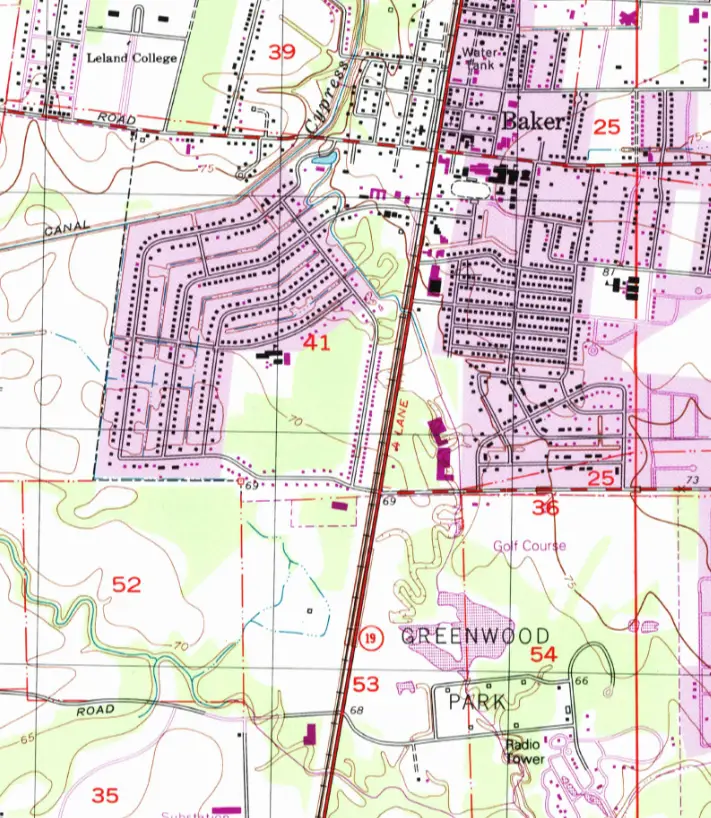 Leland College
39
Cypress
Water
Tank
ROAD
Baker
25
75
75
CANAL
87
41
70
4 LANE
69
69
25
73
36
Golf Course
52
75
70
19
GREENWOOD
54
53
66
ROAD
PARK
68
65
Radio
Tower
35
Substation